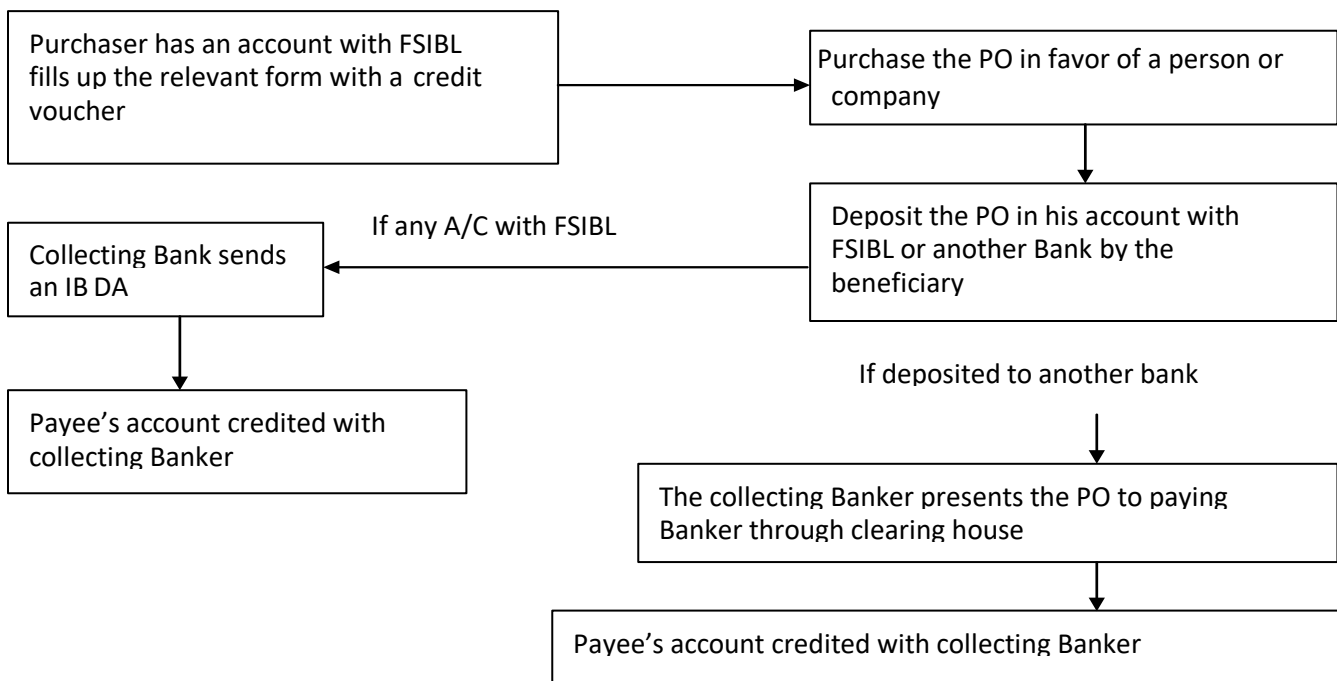 Purchaser has an account with FSIBL
fills up the relevant form with a credit
voucher
Purchase the PO in favor of a person or
company
Deposit the PO in his account with
FSIBL or another Bank by the
beneficiary
If any A/C with FSIBL
Collecting Bank sends
an IB DA
Payee’s account credited with
collecting Banker
If deposited to another bank
The collecting Banker presents the PO to paying
Banker through clearing house
Payee’s account credited with collecting Banker